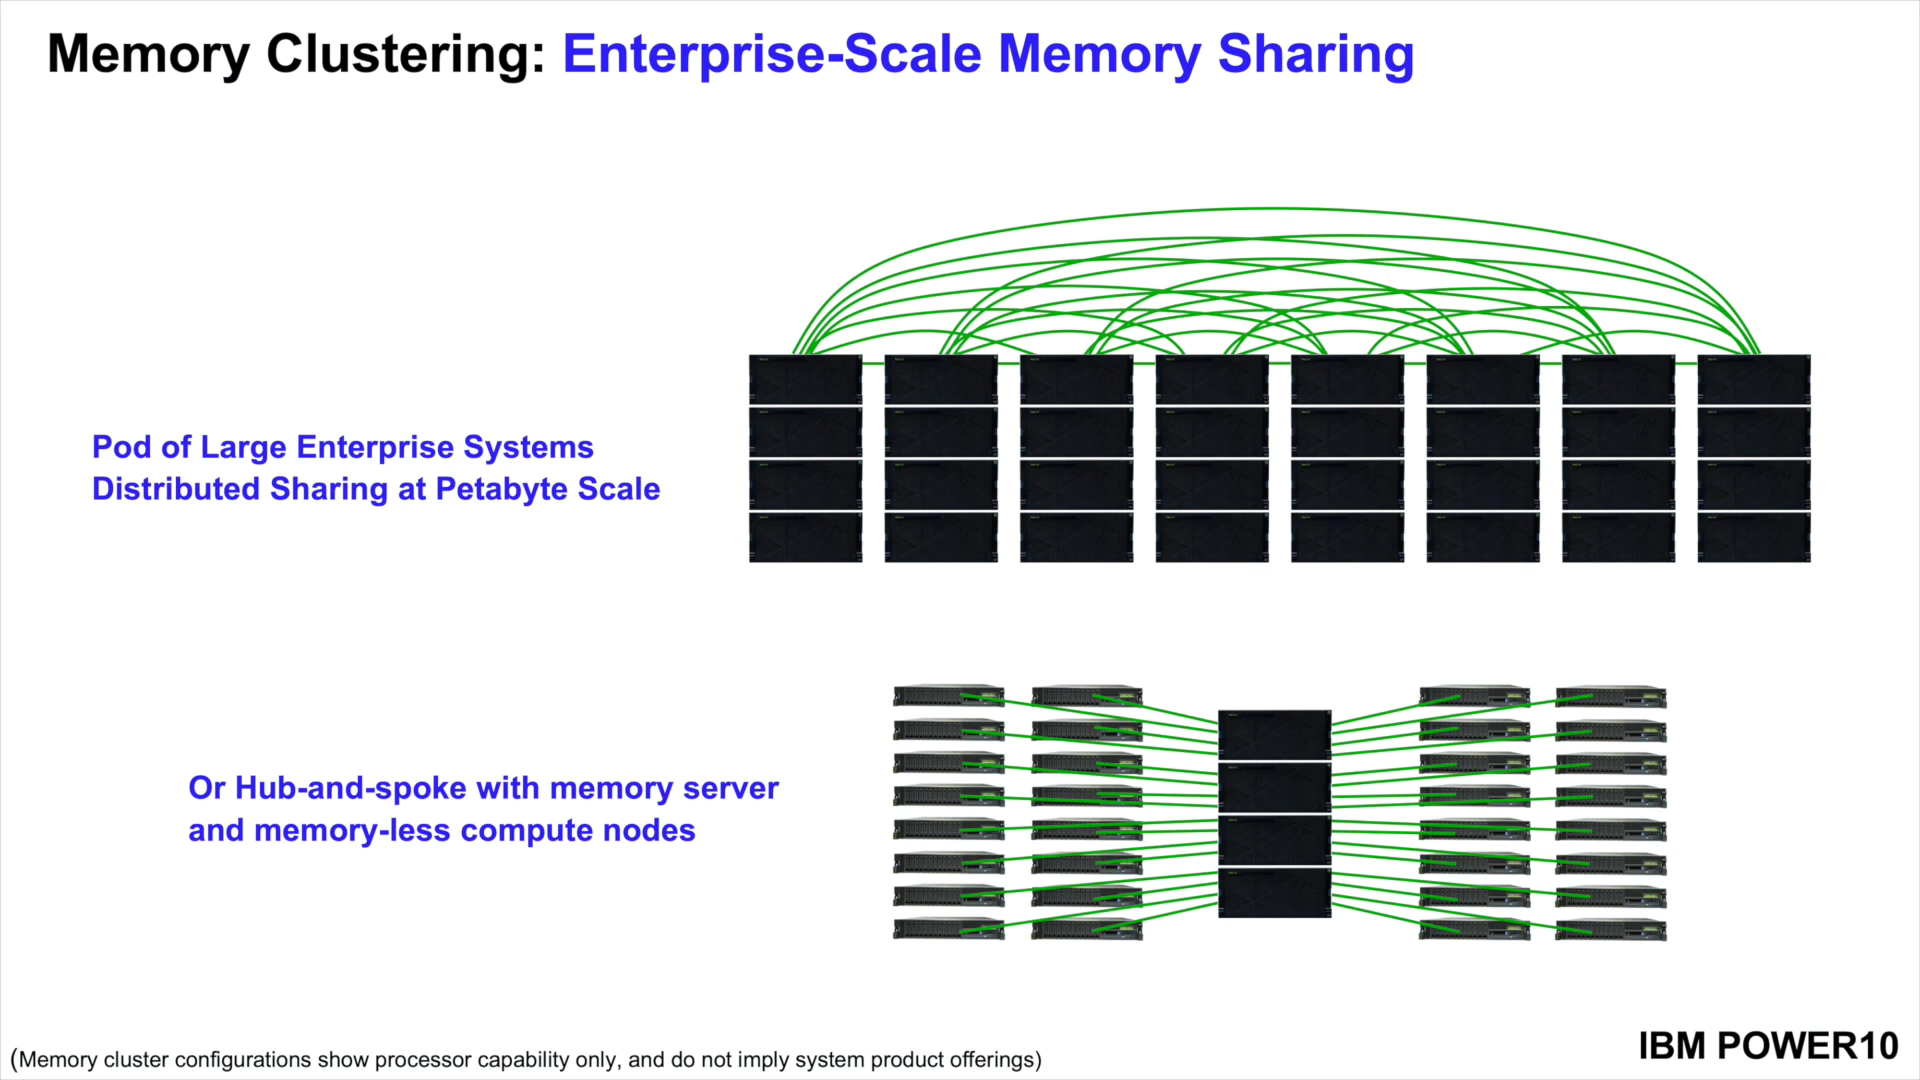 Memory Clustering: Enterprise-Scale Memory Sharing
Pod of Large Enterprise Systems
Distributed Sharing at Petabyte Scale
Or Hub-and-spoke with memory server
and memory-less compute nodes
(Memory cluster configurations show processor capability only, and do not imply system product offerings)
IBM POWER10